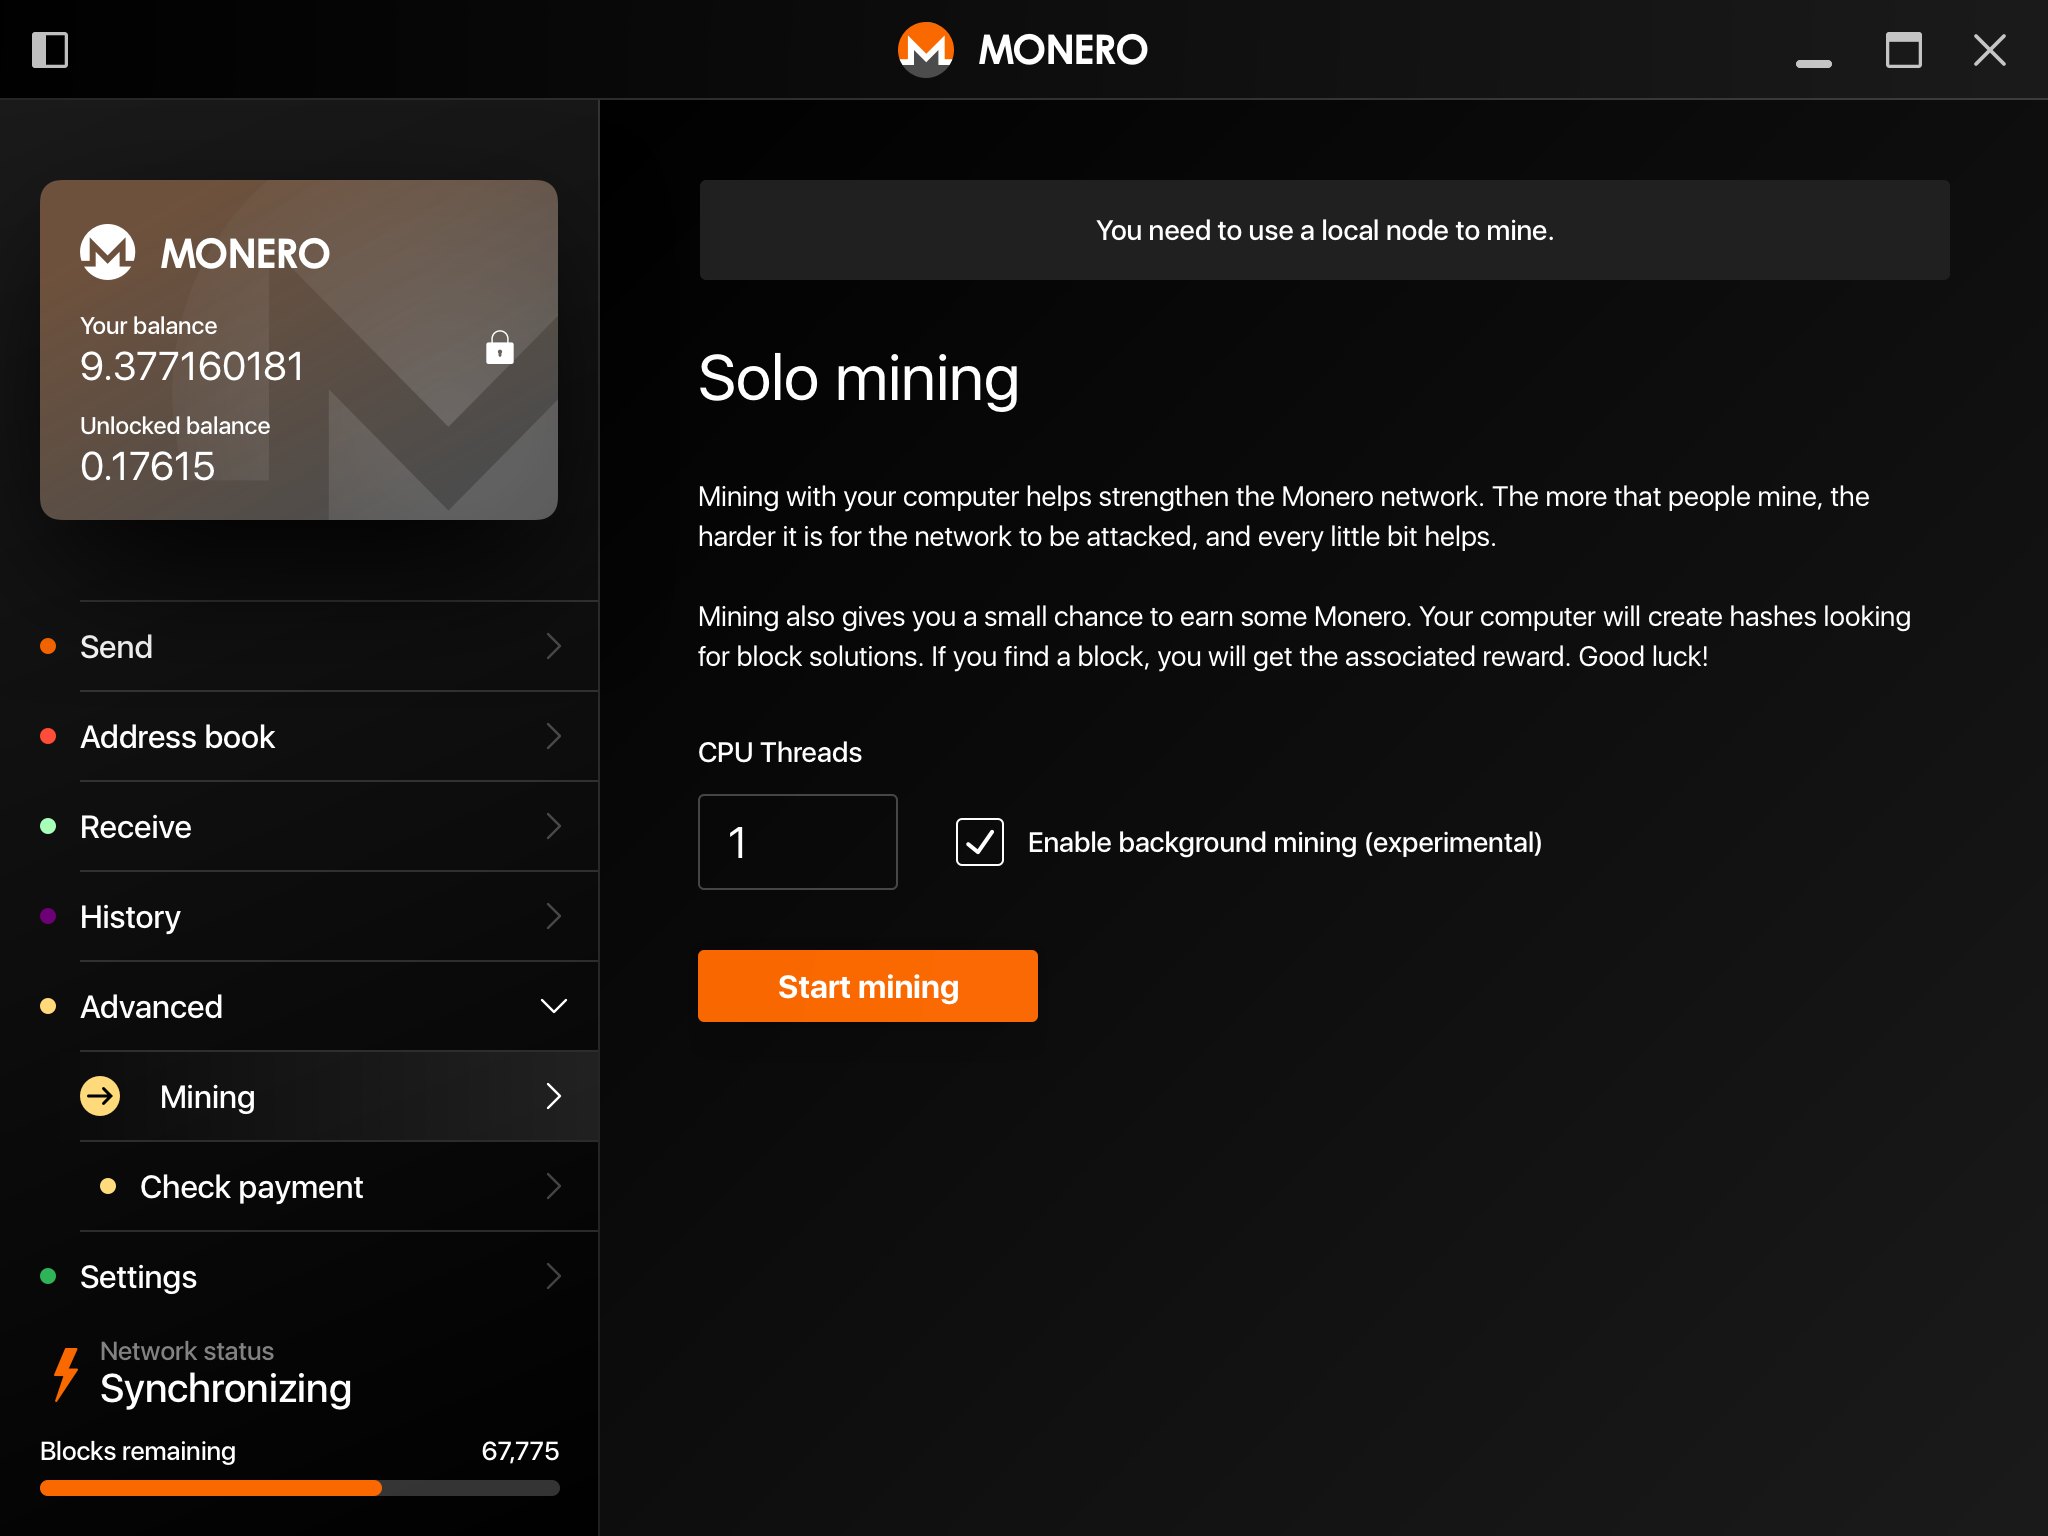 MONERO
MONERO
Your balance
9.377160181
Unlocked balance
0.17615
Send
Address book
Receive
History
Advanced
Mining
Check payment
Settings
Network status
Synchronizing
Blocks remaining 67,775
You need to use a local node to mine.
Solo mining
Mining with your computer helps strengthen the Monero network. The more that people mine, the
harder it is for the network to be attacked, and every little bit helps.
Mining also gives you a small chance to earn some Monero. Your computer will create hashes looking
for block solutions. If you find a block, you will get the associated reward. Good luck!
CPU Threads
1 Enable background mining (experimental)
Start mining